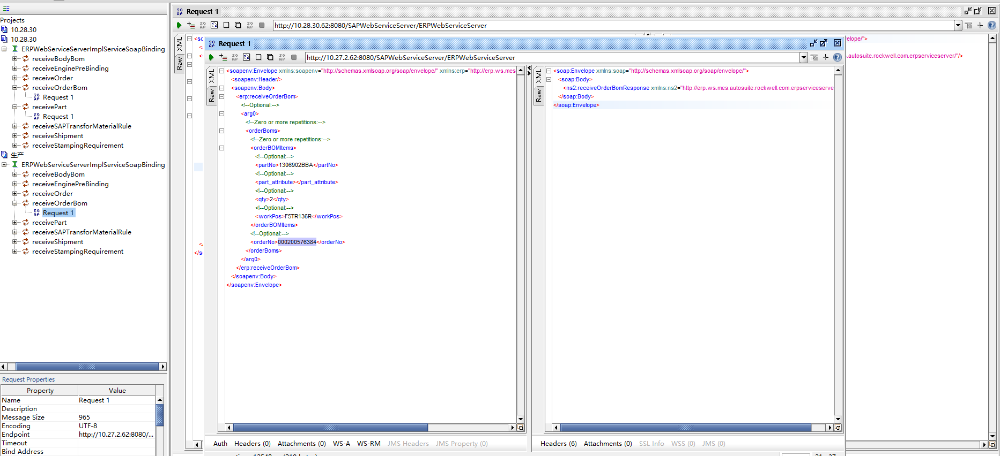 Projects
10.28.30
10.28.30
ERPWebServiceServerImplServiceSoapBinding
receiveBodyBom
receiveEnginePreBinding
receiveOrder
receiveOrderBom
Request 1
receivePart
Request 1
receiveSAPTransforMaterialRule
receiveShipment
receiveStampingRequirement
生产
ERPWebServiceServerImplServiceSoapBinding
receiveBodyBom
receiveEnginePreBinding
receiveOrder
receiveOrderBom
Request 1
receivePart
receiveSAPTransforMaterialRule
receiveShipment
receiveStampingRequirement
Request Properties
Property Value
Name Request 1
Description
Message Size 965
Encoding UTF-8
Endpoint http://10.27.2.62:8080/...
Timeout
Bind Address
Request 1
http://10.28.30.62:8080/SAPWebServiceServer/ERPWebServiceServer
XML
Raw
<sc
</s
elope/">
.autosuite.rockwell.com.erpserviceserver/"/>
Request 1
http://10.27.2.62:8080/SAPWebServiceServer/ERPWebServiceServer
XML
Raw
<soapenv:Envelope xmlns:soapenv="http://schemas.xmlsoap.org/soap/envelope/" xmlns:erp="http://erp.ws.mes
<soapenv:Header/>
<soapenv:Body>
<erp:receiveOrderBom>
<!--Optional:-->
<arg0>
<!--Zero or more repetitions:-->
<orderBoms>
<!--Zero or more repetitions:-->
<orderBOMItems>
<!--Optional:-->
<partNo>1306902BBA</partNo>
<!--Optional:-->
<part_attribute></part_attribute>
<!--Optional:-->
<qty>2</qty>
<!--Optional:-->
<workPos>F5TR136R</workPos>
</orderBOMItems>
<!--Optional:-->
<orderNo>000200576384</orderNo>
</orderBoms>
</arg0>
</erp:receiveOrderBom>
</soapenv:Body>
</soapenv:Envelope>
XML
Raw
<soap:Envelope xmlns:soap="http://schemas.xmlsoap.org/soap/envelope/">
<soap:Body>
<ns2:receiveOrderBomResponse xmlns:ns2="http://erp.ws.mes.autosuite.rockwell.com.erpserviceserve
</soap:Body>
</soap:Envelope>
Auth Headers (0) Attachments (0) WS-A WS-RM JMS Headers JMS Property (0)
Headers (6) Attachments (0) SSL Info WSS (0) JMS (0)